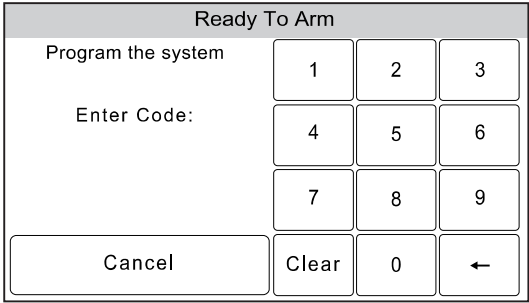 Ready To Arm
Program the system
Enter Code:
1 2 3
4 5 6
7 8 9
Cancel Clear 0 ←